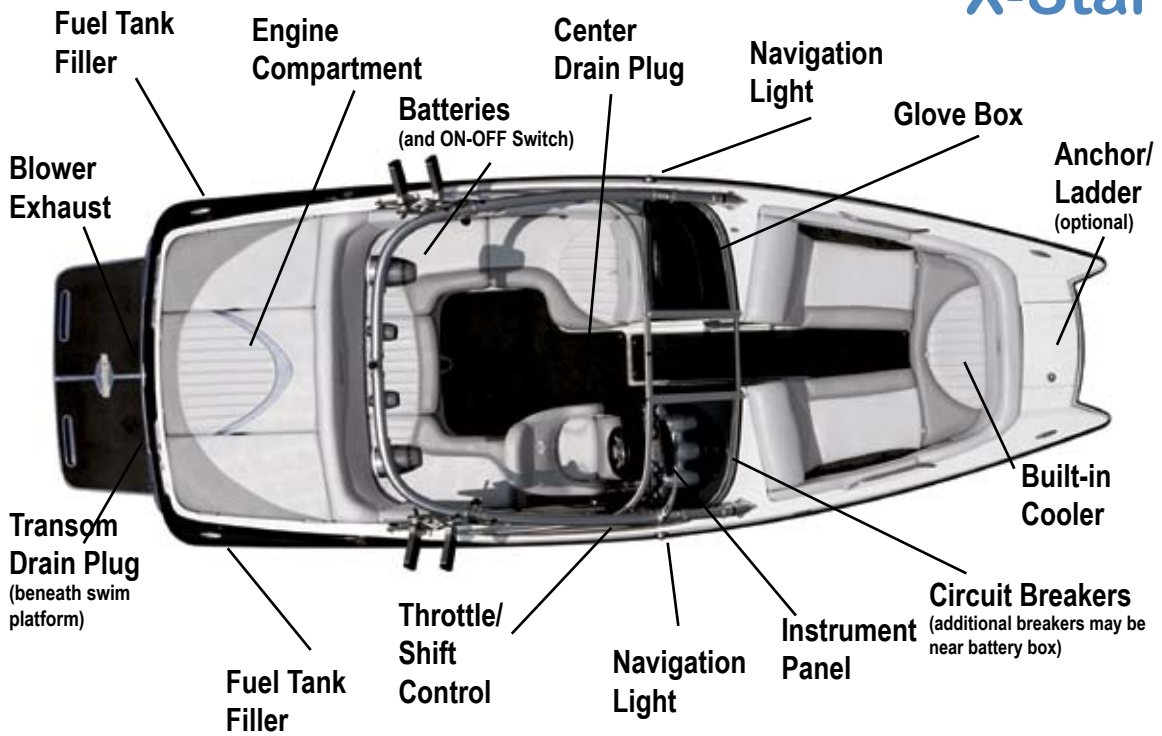 X-Star
Fuel Tank
Filler
Engine
Compartment
Center
Drain Plug
Navigation
Light
Batteries
(and ON-OFF Switch)
Glove Box
Anchor/
Ladder
(optional)
Blower
Exhaust
Transom
Drain Plug
(beneath swim
platform)
Fuel Tank
Filler
Throttle/
Shift
Control
Navigation
Light
Instrument
Panel
Circuit Breakers
(additional breakers may be
near battery box)
Built-in
Cooler